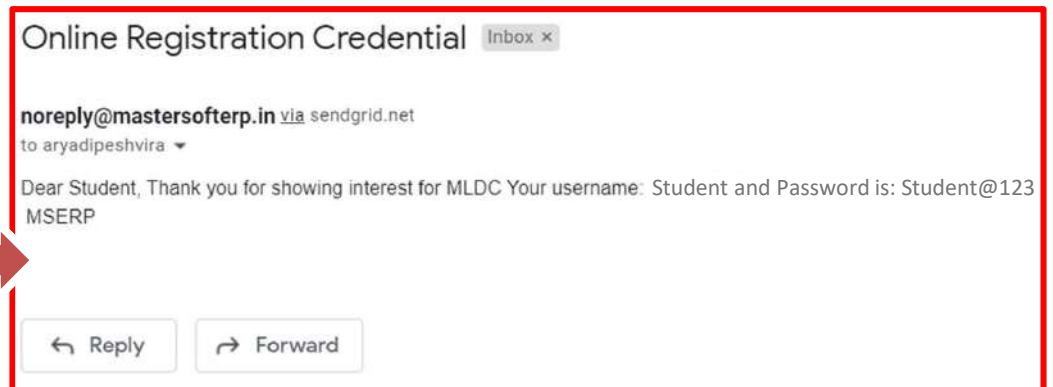 Online Registration Credential Inbox ×
noreply@mastersofterp.in via sendgrid.net
to aryadipeshvira
Dear Student, Thank you for showing interest for MLDC Your username: Student and Password is: Student@123
MSERP
Reply Forward